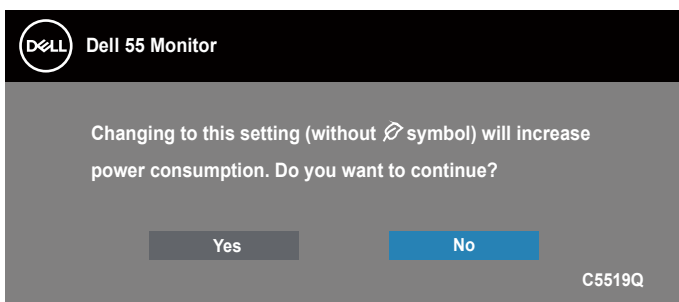 DELL
Dell 55 Monitor
Changing to this setting (without symbol) will increase
power consumption. Do you want to continue?
Yes
No
C5519Q